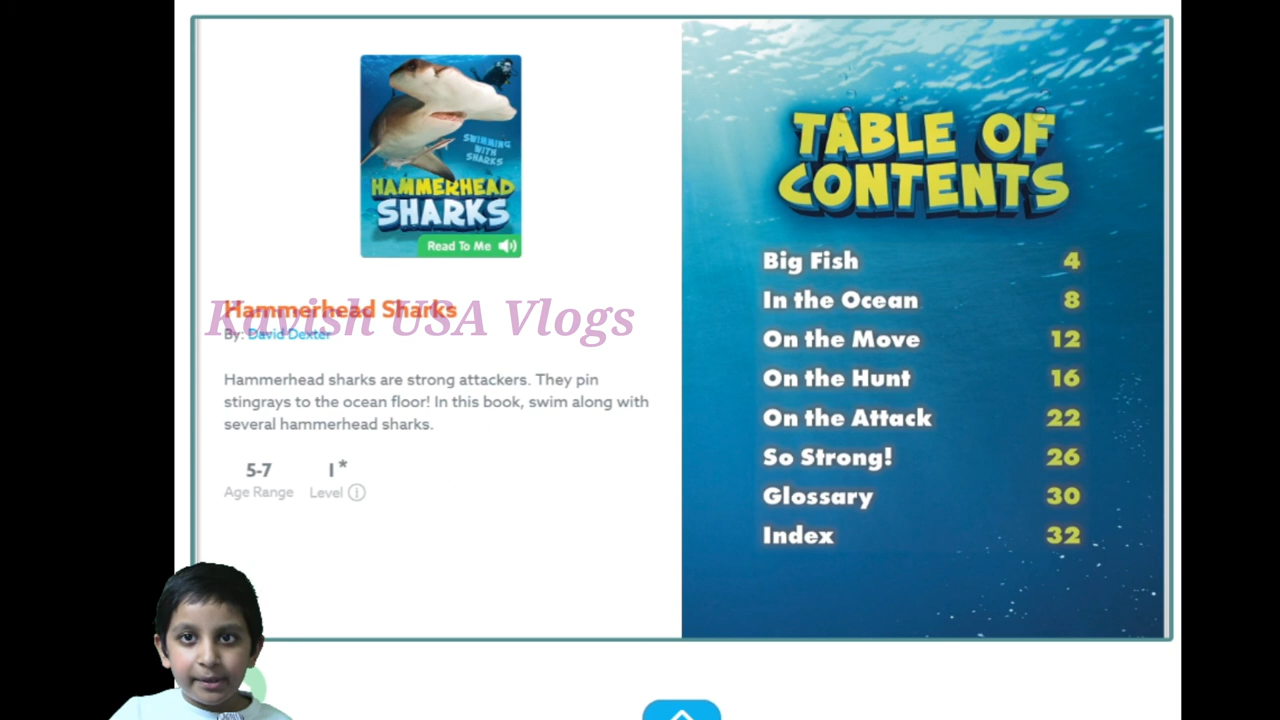 SWIMMING
WITH
SHARKS
HAMMERHEAD
SHARKS
Read To Me
Hammerhead Sharks
Kavish USA Vlogs
By: David Dexter
Hammerhead sharks are strong attackers. They pin
stingrays to the ocean floor! In this book, swim along with
several hammerhead sharks.
5-7 I*
Age Range Level
TABLE OF
CONTENTS
Big Fish 4
In the Ocean 8
On the Move 12
On the Hunt 16
On the Attack 22
So Strong! 26
Glossary 30
Index 32